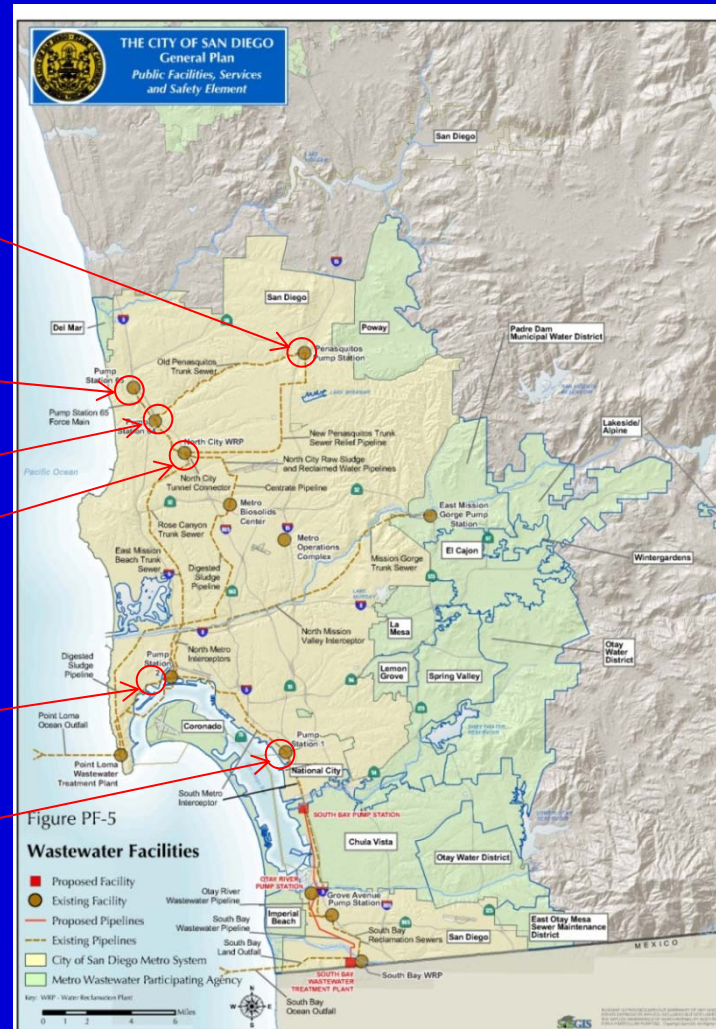 THE CITY OF SAN DIEGO
General Plan
Public Facilities, Services
and Safety Element
San Diego
San Diego
Poway
Del Mar
Padre Dam
Municipal Water District
Penasquitos
Pump Station
Old Penasquitos
Trunk Sewer
Pump
Station 65
Pump Station 65
Force Main
Pump
Station 64
Lakeside/
Alpine
North City WRP
New Penasquitos Trunk
Sewer Relief Pipeline
North City Raw Sludge
and Reclaimed Water Pipelines
Pacific Ocean
North City
Tunnel Connector
Centrate Pipeline
Metro
Biosolids
Center
East Mission
Gorge Pump
Station
Rose Canyon
Trunk Sewer
Metro
Operations
Complex
El Cajon
Wintergardens
East Mission
Beach Trunk
Sewer
Digested
Sludge
Pipeline
Mission Gorge
Trunk Sewer
La
Mesa
North Mission
Valley Interceptor
Otay
Water
District
Digested
Sludge
Pipeline
Pump
Station
2
North Metro
Interceptors
Lemon
Grove
Spring Valley
Point Loma
Ocean Outfall
Coronado
Pump
Station 1
Point Loma
Wastewater
Treatment Plant
National City
South Metro
Interceptor
Figure PF-5
SOUTH BAY PUMP STATION
Wastewater Facilities
Chula Vista
Otay Water District
Proposed Facility
OTAY RIVER
PUMP STATION
Existing Facility
Otay River
Wastewater Pipeline
Grove Avenue
Pump Station
Proposed Pipelines
Imperial
Beach
Existing Pipelines
South Bay
Wastewater Pipeline
South Bay
Reclamation Sewers
San Diego
East Otay Mesa
Sewer Maintenance
District
City of San Diego Metro System
South Bay
Land Outfall
MEXICO
Metro Wastewater Participating Agency
SOUTH BAY
WASTEWATER
TREATMENT PLANT
South Bay WRP
Key: WRP - Water Reclamation Plant
Miles
0 1 2 4 6
N
W E
S
South Bay
Ocean Outfall